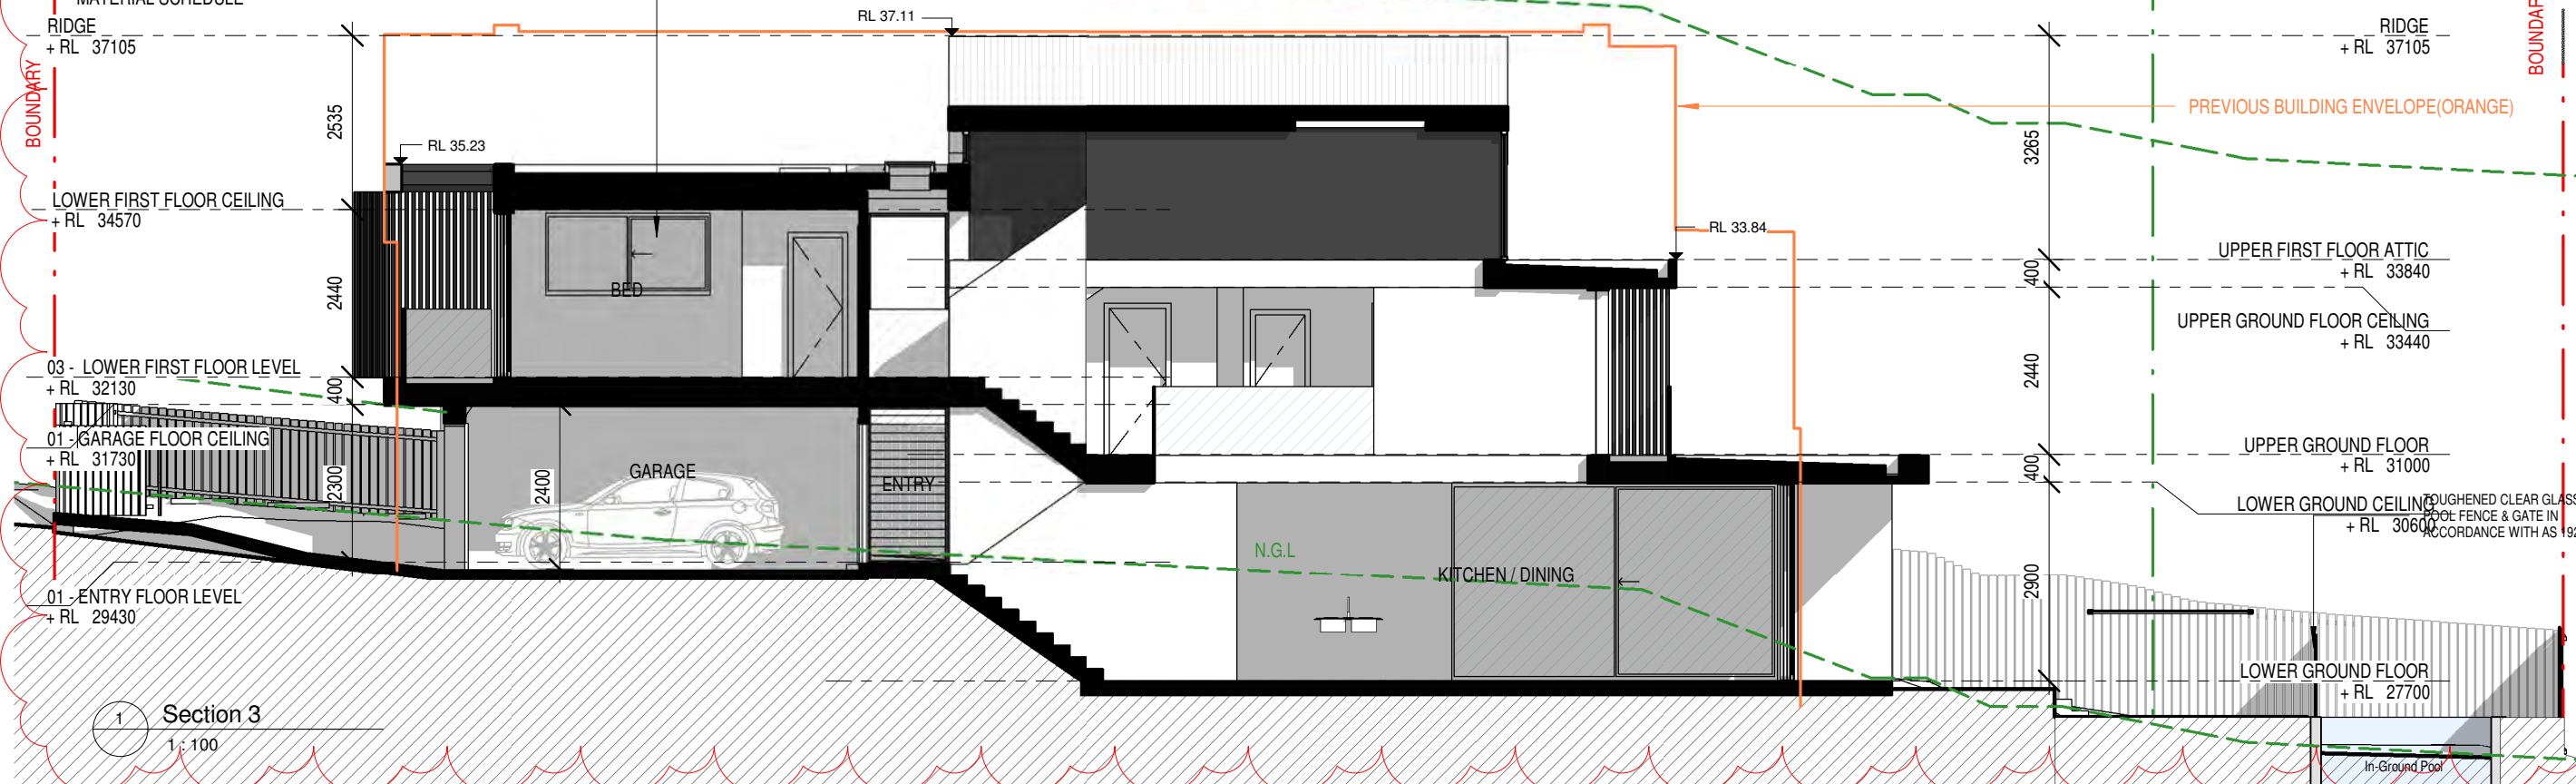 MATERIAL SCHEDULE
RIDGE
+ RL 37105
BOUNDARY
2535
RL 35.23
LOWER FIRST FLOOR CEILING
+ RL 34570
2440
BED
03 - LOWER FIRST FLOOR LEVEL
+ RL 32130
400
01 - GARAGE FLOOR CEILING
+ RL 31730
2300
2400
GARAGE
ENTRY
01 - ENTRY FLOOR LEVEL
+ RL 29430
1
Section 3
1 : 100
RL 37.11
RL 33.84
N.G.L
KITCHEN / DINING
RIDGE
+ RL 37105
BOUNDARY
PREVIOUS BUILDING ENVELOPE(ORANGE)
3265
UPPER FIRST FLOOR ATTIC
+ RL 33840
400
UPPER GROUND FLOOR CEILING
+ RL 33440
2440
UPPER GROUND FLOOR
+ RL 31000
400
LOWER GROUND CEILING
+ RL 30600
TOUGHENED CLEAR GLASS
POOL FENCE & GATE IN
ACCORDANCE WITH AS 192
2900
LOWER GROUND FLOOR
+ RL 27700
In-Ground Pool